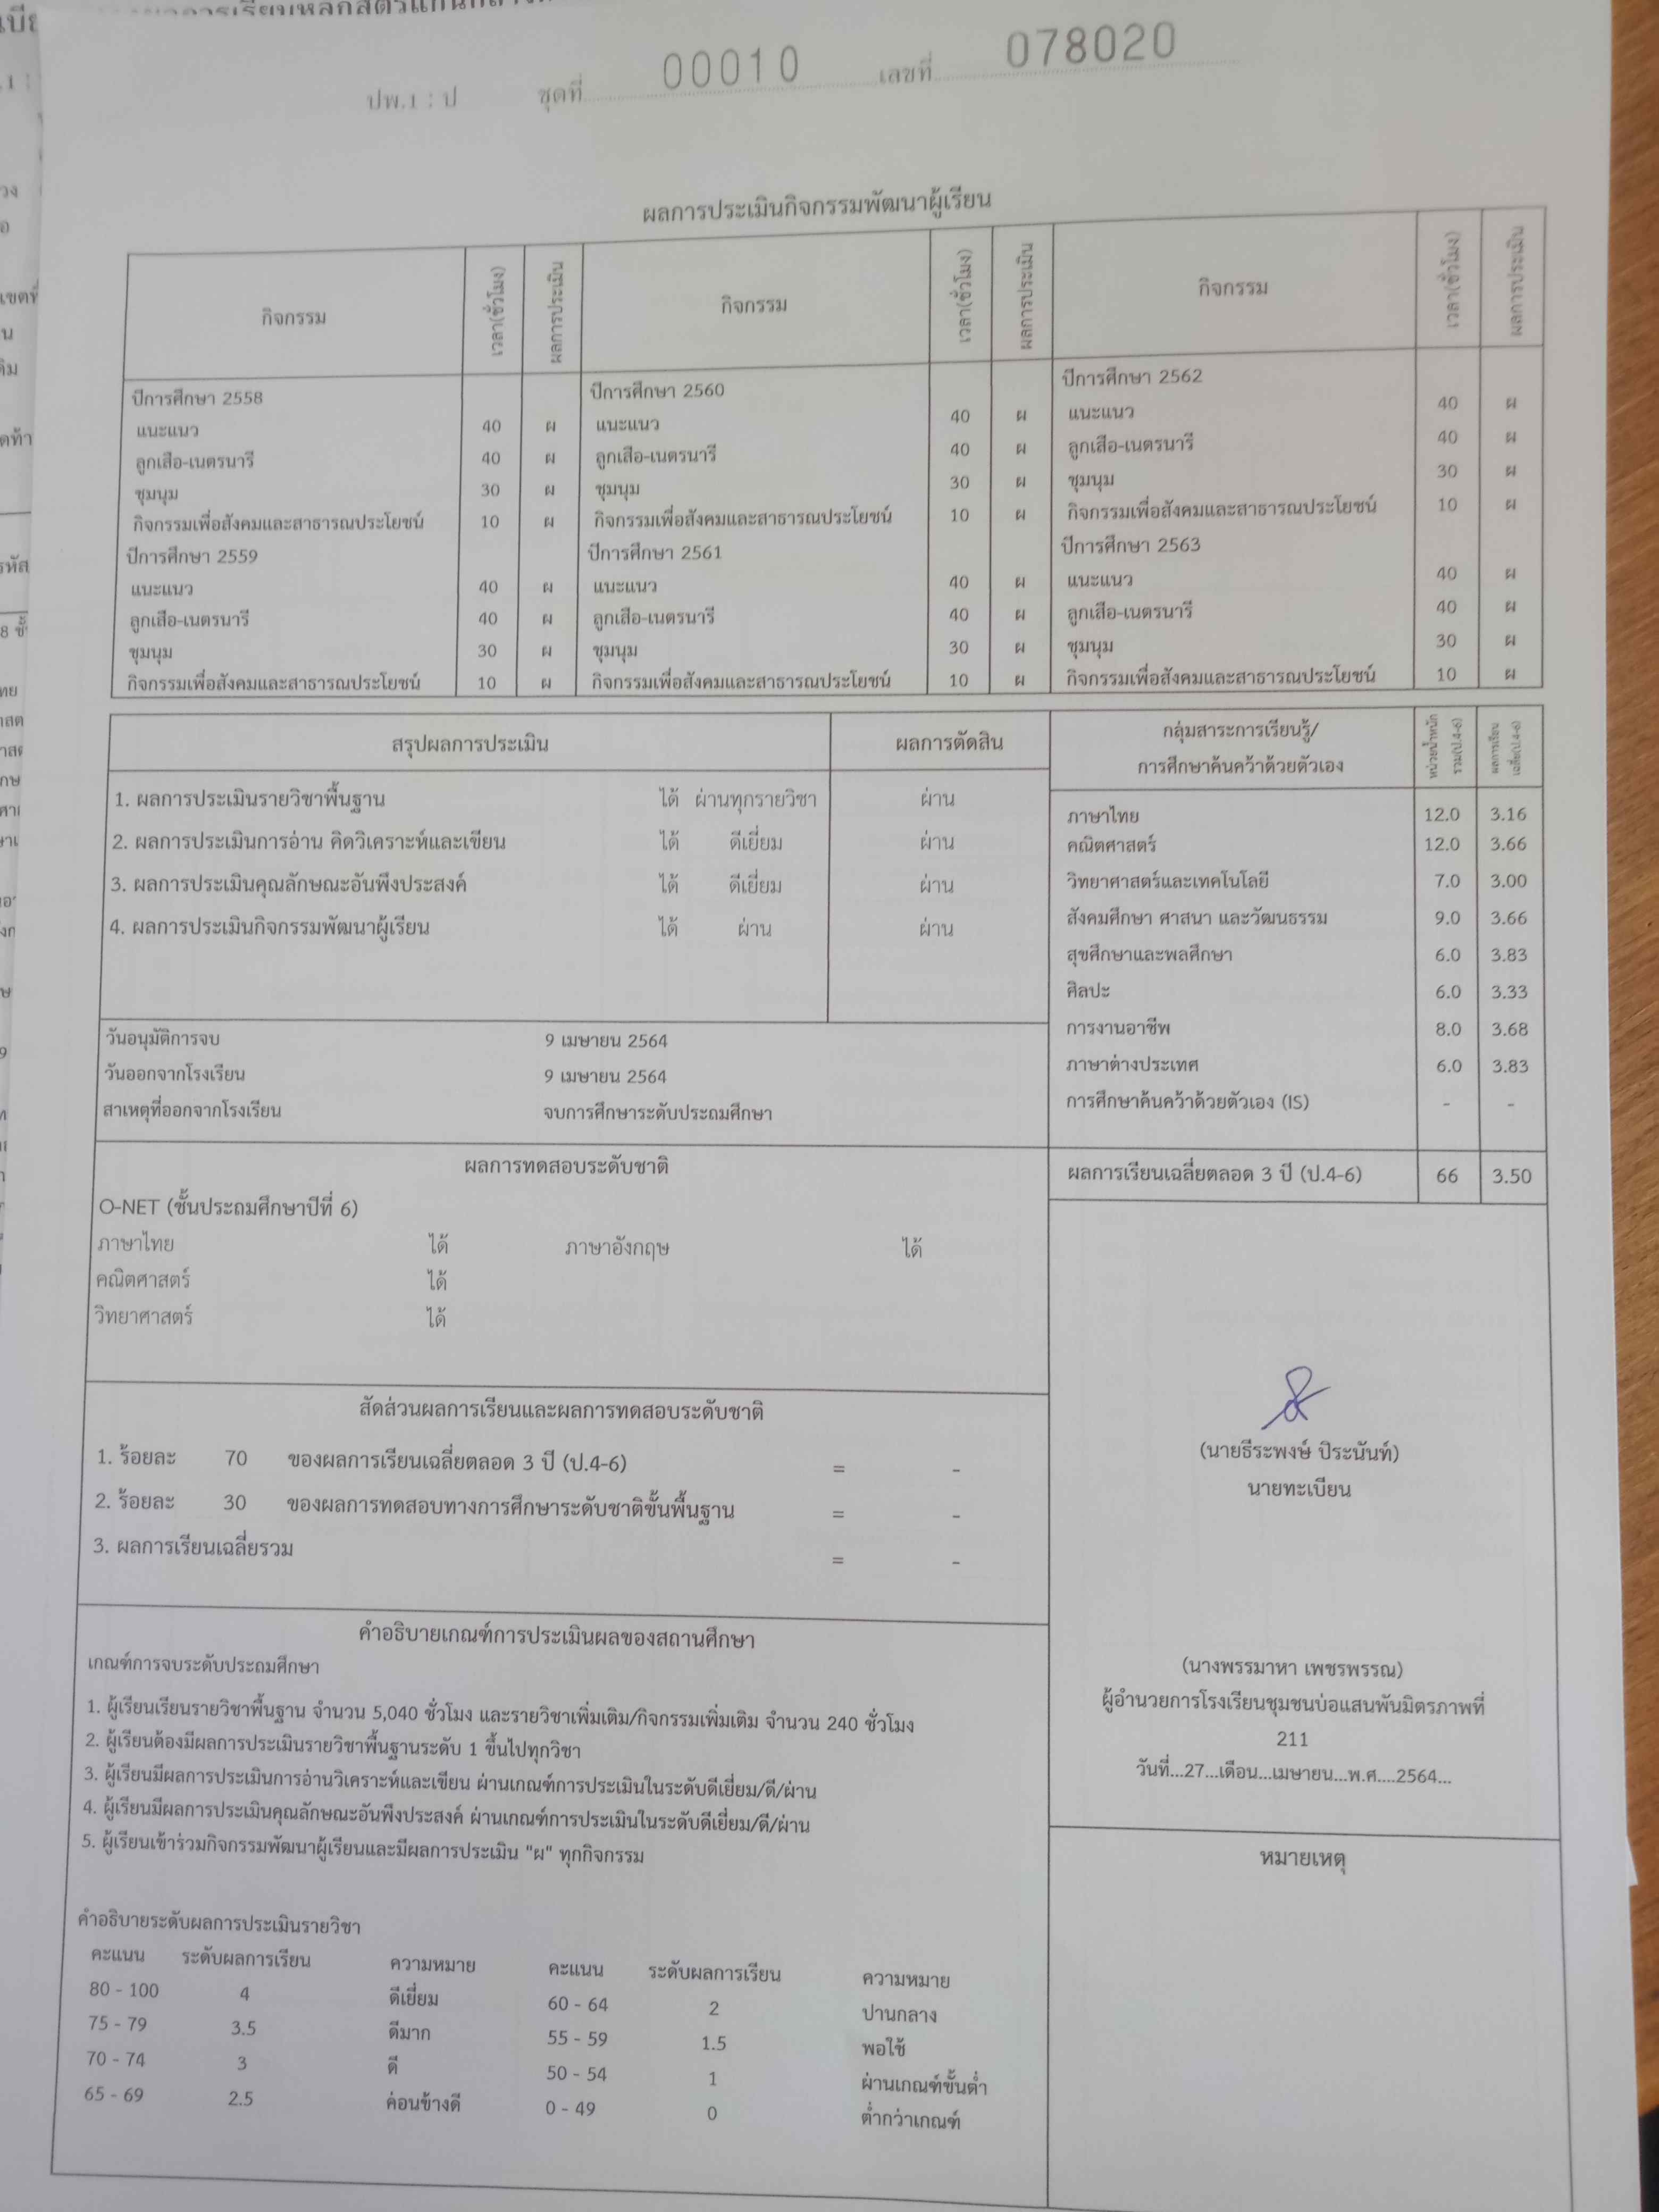 ปพ.1 : ป ชุดที่ 00010 เลขที่ 078020
ผลการประเมินกิจกรรมพัฒนาผู้เรียน
กิจกรรม เวลา(ชั่วโมง) ผลการประเมิน กิจกรรม เวลา(ชั่วโมง) ผลการประเมิน กิจกรรม เวลา(ชั่วโมง) ผลการประเมิน
ปีการศึกษา 2558 ปีการศึกษา 2560 ปีการศึกษา 2562
แนะแนว 40 ผ แนะแนว 40 ผ แนะแนว 40 ผ
ลูกเสือ-เนตรนารี 40 ผ ลูกเสือ-เนตรนารี 40 ผ ลูกเสือ-เนตรนารี 40 ผ
ชุมนุม 30 ผ ชุมนุม 30 ผ ชุมนุม 30 ผ
กิจกรรมเพื่อสังคมและสาธารณประโยชน์ 10 ผ กิจกรรมเพื่อสังคมและสาธารณประโยชน์ 10 ผ กิจกรรมเพื่อสังคมและสาธารณประโยชน์ 10 ผ
ปีการศึกษา 2559 ปีการศึกษา 2561 ปีการศึกษา 2563
แนะแนว 40 ผ แนะแนว 40 ผ แนะแนว 40 ผ
ลูกเสือ-เนตรนารี 40 ผ ลูกเสือ-เนตรนารี 40 ผ ลูกเสือ-เนตรนารี 40 ผ
ชุมนุม 30 ผ ชุมนุม 30 ผ ชุมนุม 30 ผ
กิจกรรมเพื่อสังคมและสาธารณประโยชน์ 10 ผ กิจกรรมเพื่อสังคมและสาธารณประโยชน์ 10 ผ กิจกรรมเพื่อสังคมและสาธารณประโยชน์ 10 ผ
สรุปผลการประเมิน ผลการตัดสิน
1. ผลการประเมินรายวิชาพื้นฐาน ได้ ผ่านทุกรายวิชา ผ่าน
2. ผลการประเมินการอ่าน คิดวิเคราะห์และเขียน ได้ ดีเยี่ยม ผ่าน
3. ผลการประเมินคุณลักษณะอันพึงประสงค์ ได้ ดีเยี่ยม ผ่าน
4. ผลการประเมินกิจกรรมพัฒนาผู้เรียน ได้ ผ่าน ผ่าน
วันอนุมัติการจบ 9 เมษายน 2564
วันออกจากโรงเรียน 9 เมษายน 2564
สาเหตุที่ออกจากโรงเรียน จบการศึกษาระดับประถมศึกษา
ผลการทดสอบระดับชาติ
O-NET (ชั้นประถมศึกษาปีที่ 6)
ภาษาไทย ได้ ภาษาอังกฤษ ได้
คณิตศาสตร์ ได้
วิทยาศาสตร์ ได้
สัดส่วนผลการเรียนและผลการทดสอบระดับชาติ
1. ร้อยละ 70 ของผลการเรียนเฉลี่ยตลอด 3 ปี (ป.4-6) = -
2. ร้อยละ 30 ของผลการทดสอบทางการศึกษาระดับชาติขั้นพื้นฐาน = -
3. ผลการเรียนเฉลี่ยรวม = -
คำอธิบายเกณฑ์การประเมินผลของสถานศึกษา
เกณฑ์การจบระดับประถมศึกษา
1. ผู้เรียนเรียนรายวิชาพื้นฐาน จำนวน 5,040 ชั่วโมง และรายวิชาเพิ่มเติม/กิจกรรมเพิ่มเติม จำนวน 240 ชั่วโมง
2. ผู้เรียนต้องมีผลการประเมินรายวิชาพื้นฐานระดับ 1 ขึ้นไปทุกวิชา
3. ผู้เรียนมีผลการประเมินการอ่านวิเคราะห์และเขียน ผ่านเกณฑ์การประเมินในระดับดีเยี่ยม/ดี/ผ่าน
4. ผู้เรียนมีผลการประเมินคุณลักษณะอันพึงประสงค์ ผ่านเกณฑ์การประเมินในระดับดีเยี่ยม/ดี/ผ่าน
5. ผู้เรียนเข้าร่วมกิจกรรมพัฒนาผู้เรียนและมีผลการประเมิน "ผ" ทุกกิจกรรม
คำอธิบายระดับผลการประเมินรายวิชา
คะแนน ระดับผลการเรียน ความหมาย คะแนน ระดับผลการเรียน ความหมาย
80 - 100 4 ดีเยี่ยม 60 - 64 2 ปานกลาง
75 - 79 3.5 ดีมาก 55 - 59 1.5 พอใช้
70 - 74 3 ดี 50 - 54 1 ผ่านเกณฑ์ขั้นต่ำ
65 - 69 2.5 ค่อนข้างดี 0 - 49 0 ต่ำกว่าเกณฑ์
กลุ่มสาระการเรียนรู้/
การศึกษาค้นคว้าด้วยตัวเอง
หน่วยน้ำหนัก
รวม(ป.4-6)
ผลการเรียน
เฉลี่ย(ป.4-6)
ภาษาไทย 12.0 3.16
คณิตศาสตร์ 12.0 3.66
วิทยาศาสตร์และเทคโนโลยี 7.0 3.00
สังคมศึกษา ศาสนา และวัฒนธรรม 9.0 3.66
สุขศึกษาและพลศึกษา 6.0 3.83
ศิลปะ 6.0 3.33
การงานอาชีพ 8.0 3.68
ภาษาต่างประเทศ 6.0 3.83
การศึกษาค้นคว้าด้วยตัวเอง (IS) - -
ผลการเรียนเฉลี่ยตลอด 3 ปี (ป.4-6) 66 3.50
(นายธีระพงษ์ ปิระนันท์)
นายทะเบียน
(นางพรรมาหา เพชรพรรณ)
ผู้อำนวยการโรงเรียนชุมชนบ่อแสนพันมิตรภาพที่
211
วันที่...27...เดือน...เมษายน...พ.ศ....2564...
หมายเหตุ